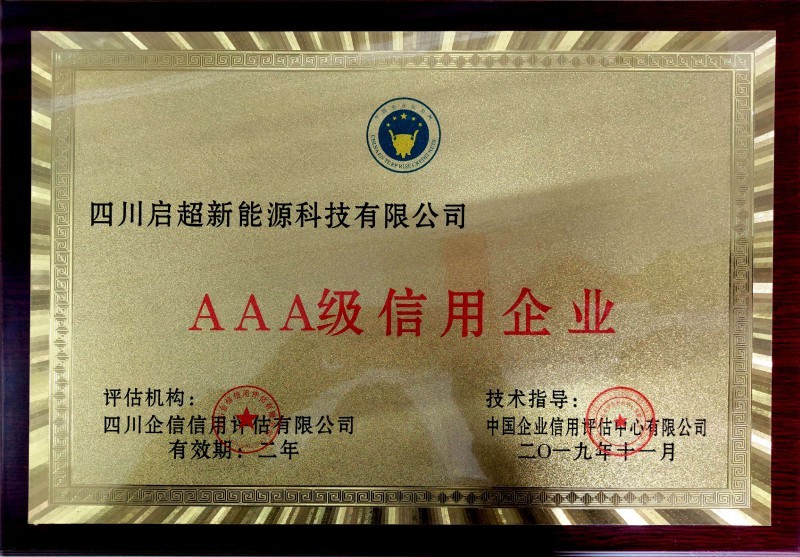 四川启超新能源科技有限公司
AAA级信用企业
评估机构：
四川企信信用评估有限公司
有效期：二年
技术指导：
中国企业信用评估中心有限公司
二〇一九年十一月